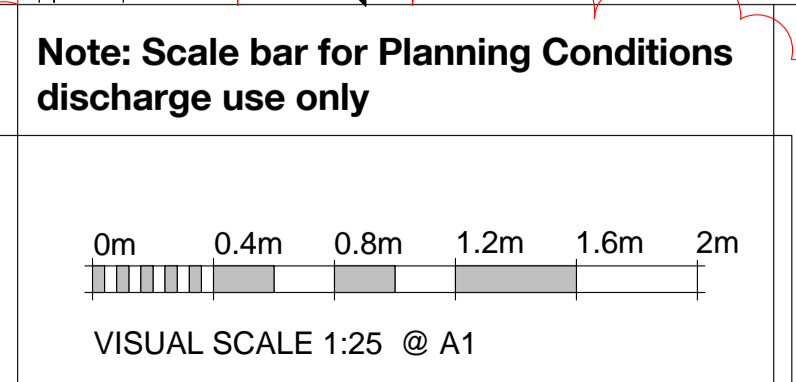 Note: Scale bar for Planning Conditions
discharge use only
0m 0.4m 0.8m 1.2m 1.6m 2m
VISUAL SCALE 1:25 @ A1